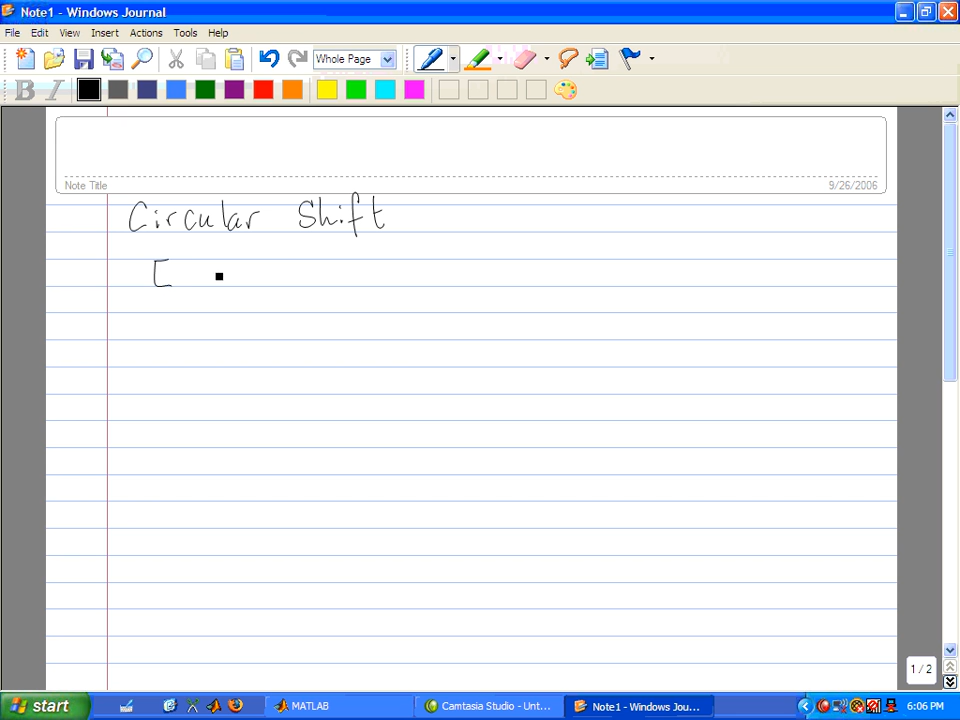 Note1 - Windows Journal
File Edit View Insert Actions Tools Help
Whole Page
B I
Note Title 9/26/2006
Circular Shift
[
1 / 2
start MATLAB Camtasia Studio - Unt... Note1 - Windows Jou... 6:06 PM